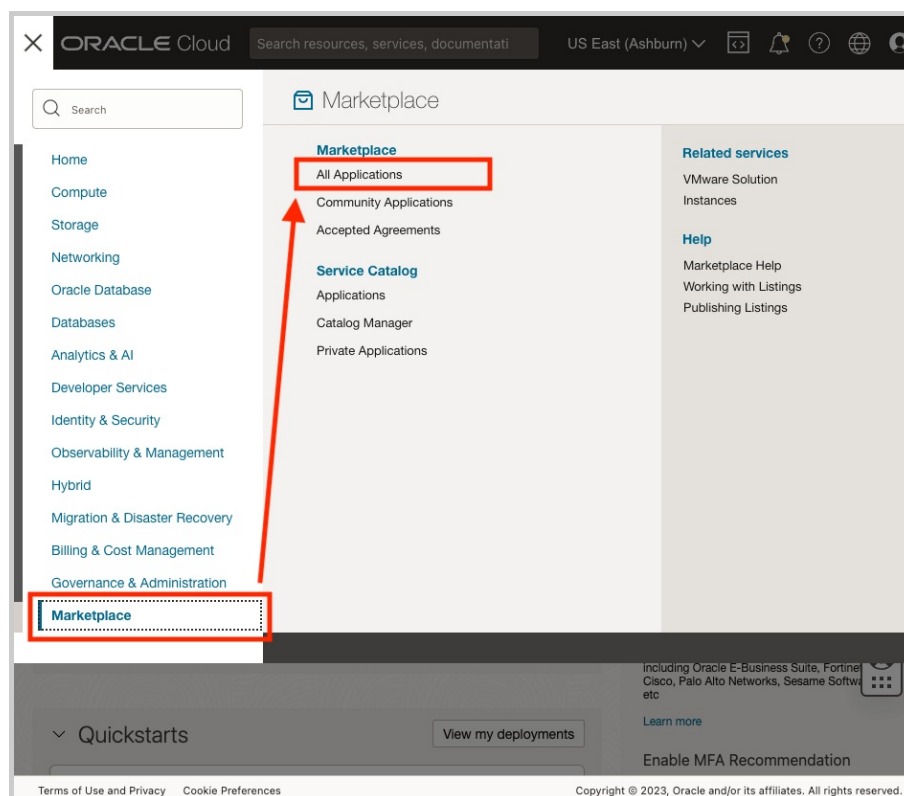 ORACLE Cloud
Search resources, services, documentati
US East (Ashburn)
Search
Home
Compute
Storage
Networking
Oracle Database
Databases
Analytics & AI
Developer Services
Identity & Security
Observability & Management
Hybrid
Migration & Disaster Recovery
Billing & Cost Management
Governance & Administration
Marketplace
Marketplace
Marketplace
All Applications
Community Applications
Accepted Agreements
Service Catalog
Applications
Catalog Manager
Private Applications
Related services
VMware Solution
Instances
Help
Marketplace Help
Working with Listings
Publishing Listings
including Oracle E-Business Suite, Fortinet
Cisco, Palo Alto Networks, Sesame Softwa
etc
Learn more
Quickstarts
View my deployments
Enable MFA Recommendation
Terms of Use and Privacy
Cookie Preferences
Copyright © 2023, Oracle and/or its affiliates. All rights reserved.